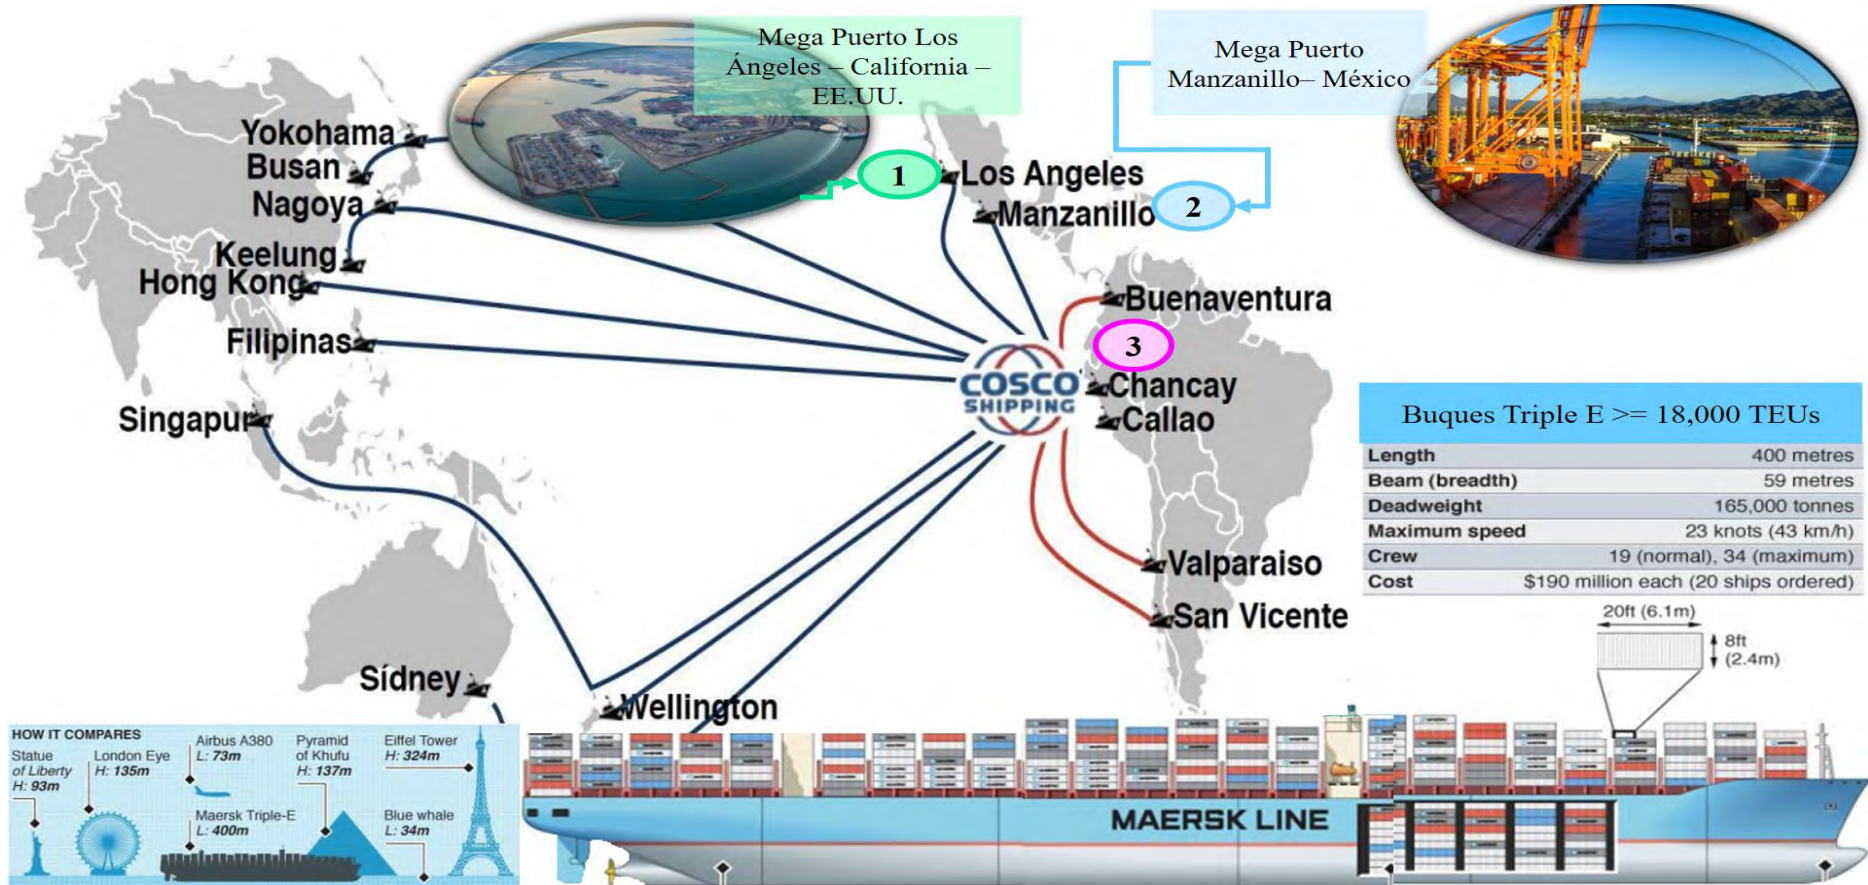 Mega Puerto Los
Ángeles – California –
EE.UU.
Mega Puerto
Manzanillo– México
Yokohama
Busan
Nagoya
Keelung
Hong Kong
Filipinas
Singapur
Sídney
Wellington
1
Los Angeles
Manzanillo
2
Buenaventura
3
COSCO
SHIPPING
Chancay
Callao
Valparaiso
San Vicente
Buques Triple E >= 18,000 TEUs
Length 400 metres
Beam (breadth) 59 metres
Deadweight 165,000 tonnes
Maximum speed 23 knots (43 km/h)
Crew 19 (normal), 34 (maximum)
Cost $190 million each (20 ships ordered)
20ft (6.1m)
8ft
(2.4m)
HOW IT COMPARES
Statue
of Liberty
H: 93m
London Eye
H: 135m
Airbus A380
L: 73m
Maersk Triple-E
L: 400m
Pyramid
of Khufu
H: 137m
Eiffel Tower
H: 324m
Blue whale
L: 34m
MAERSK LINE